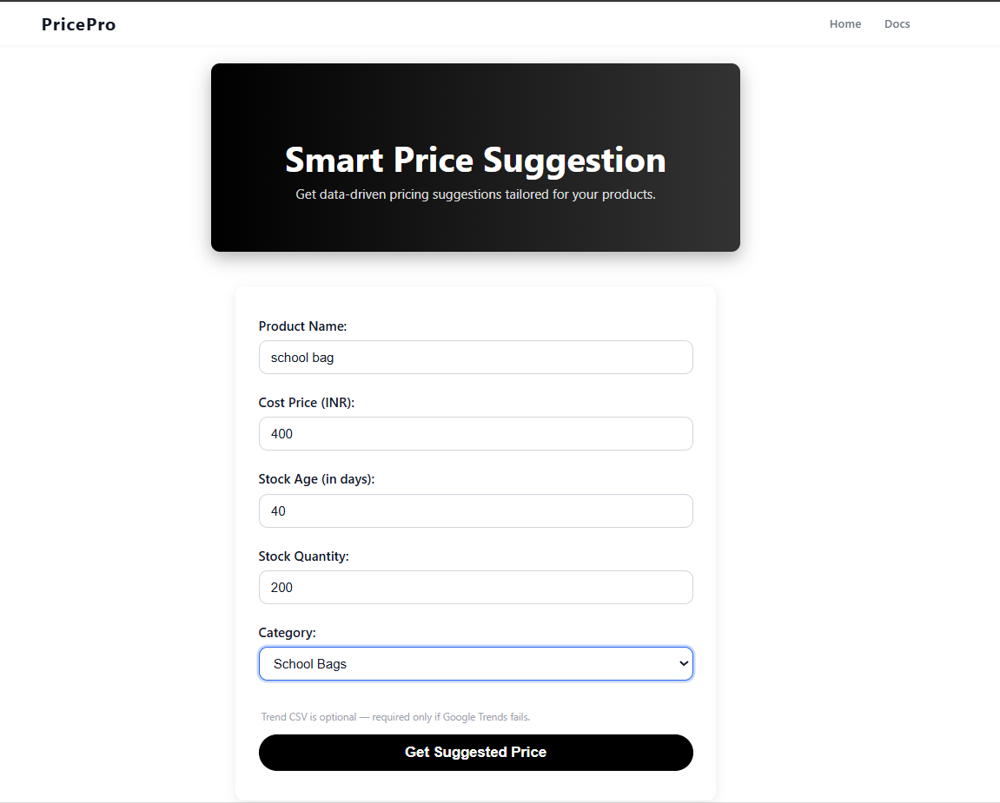 PricePro
Home Docs
Smart Price Suggestion
Get data-driven pricing suggestions tailored for your products.
Product Name:
school bag
Cost Price (INR):
400
Stock Age (in days):
40
Stock Quantity:
200
Category:
School Bags
Trend CSV is optional — required only if Google Trends fails.
Get Suggested Price